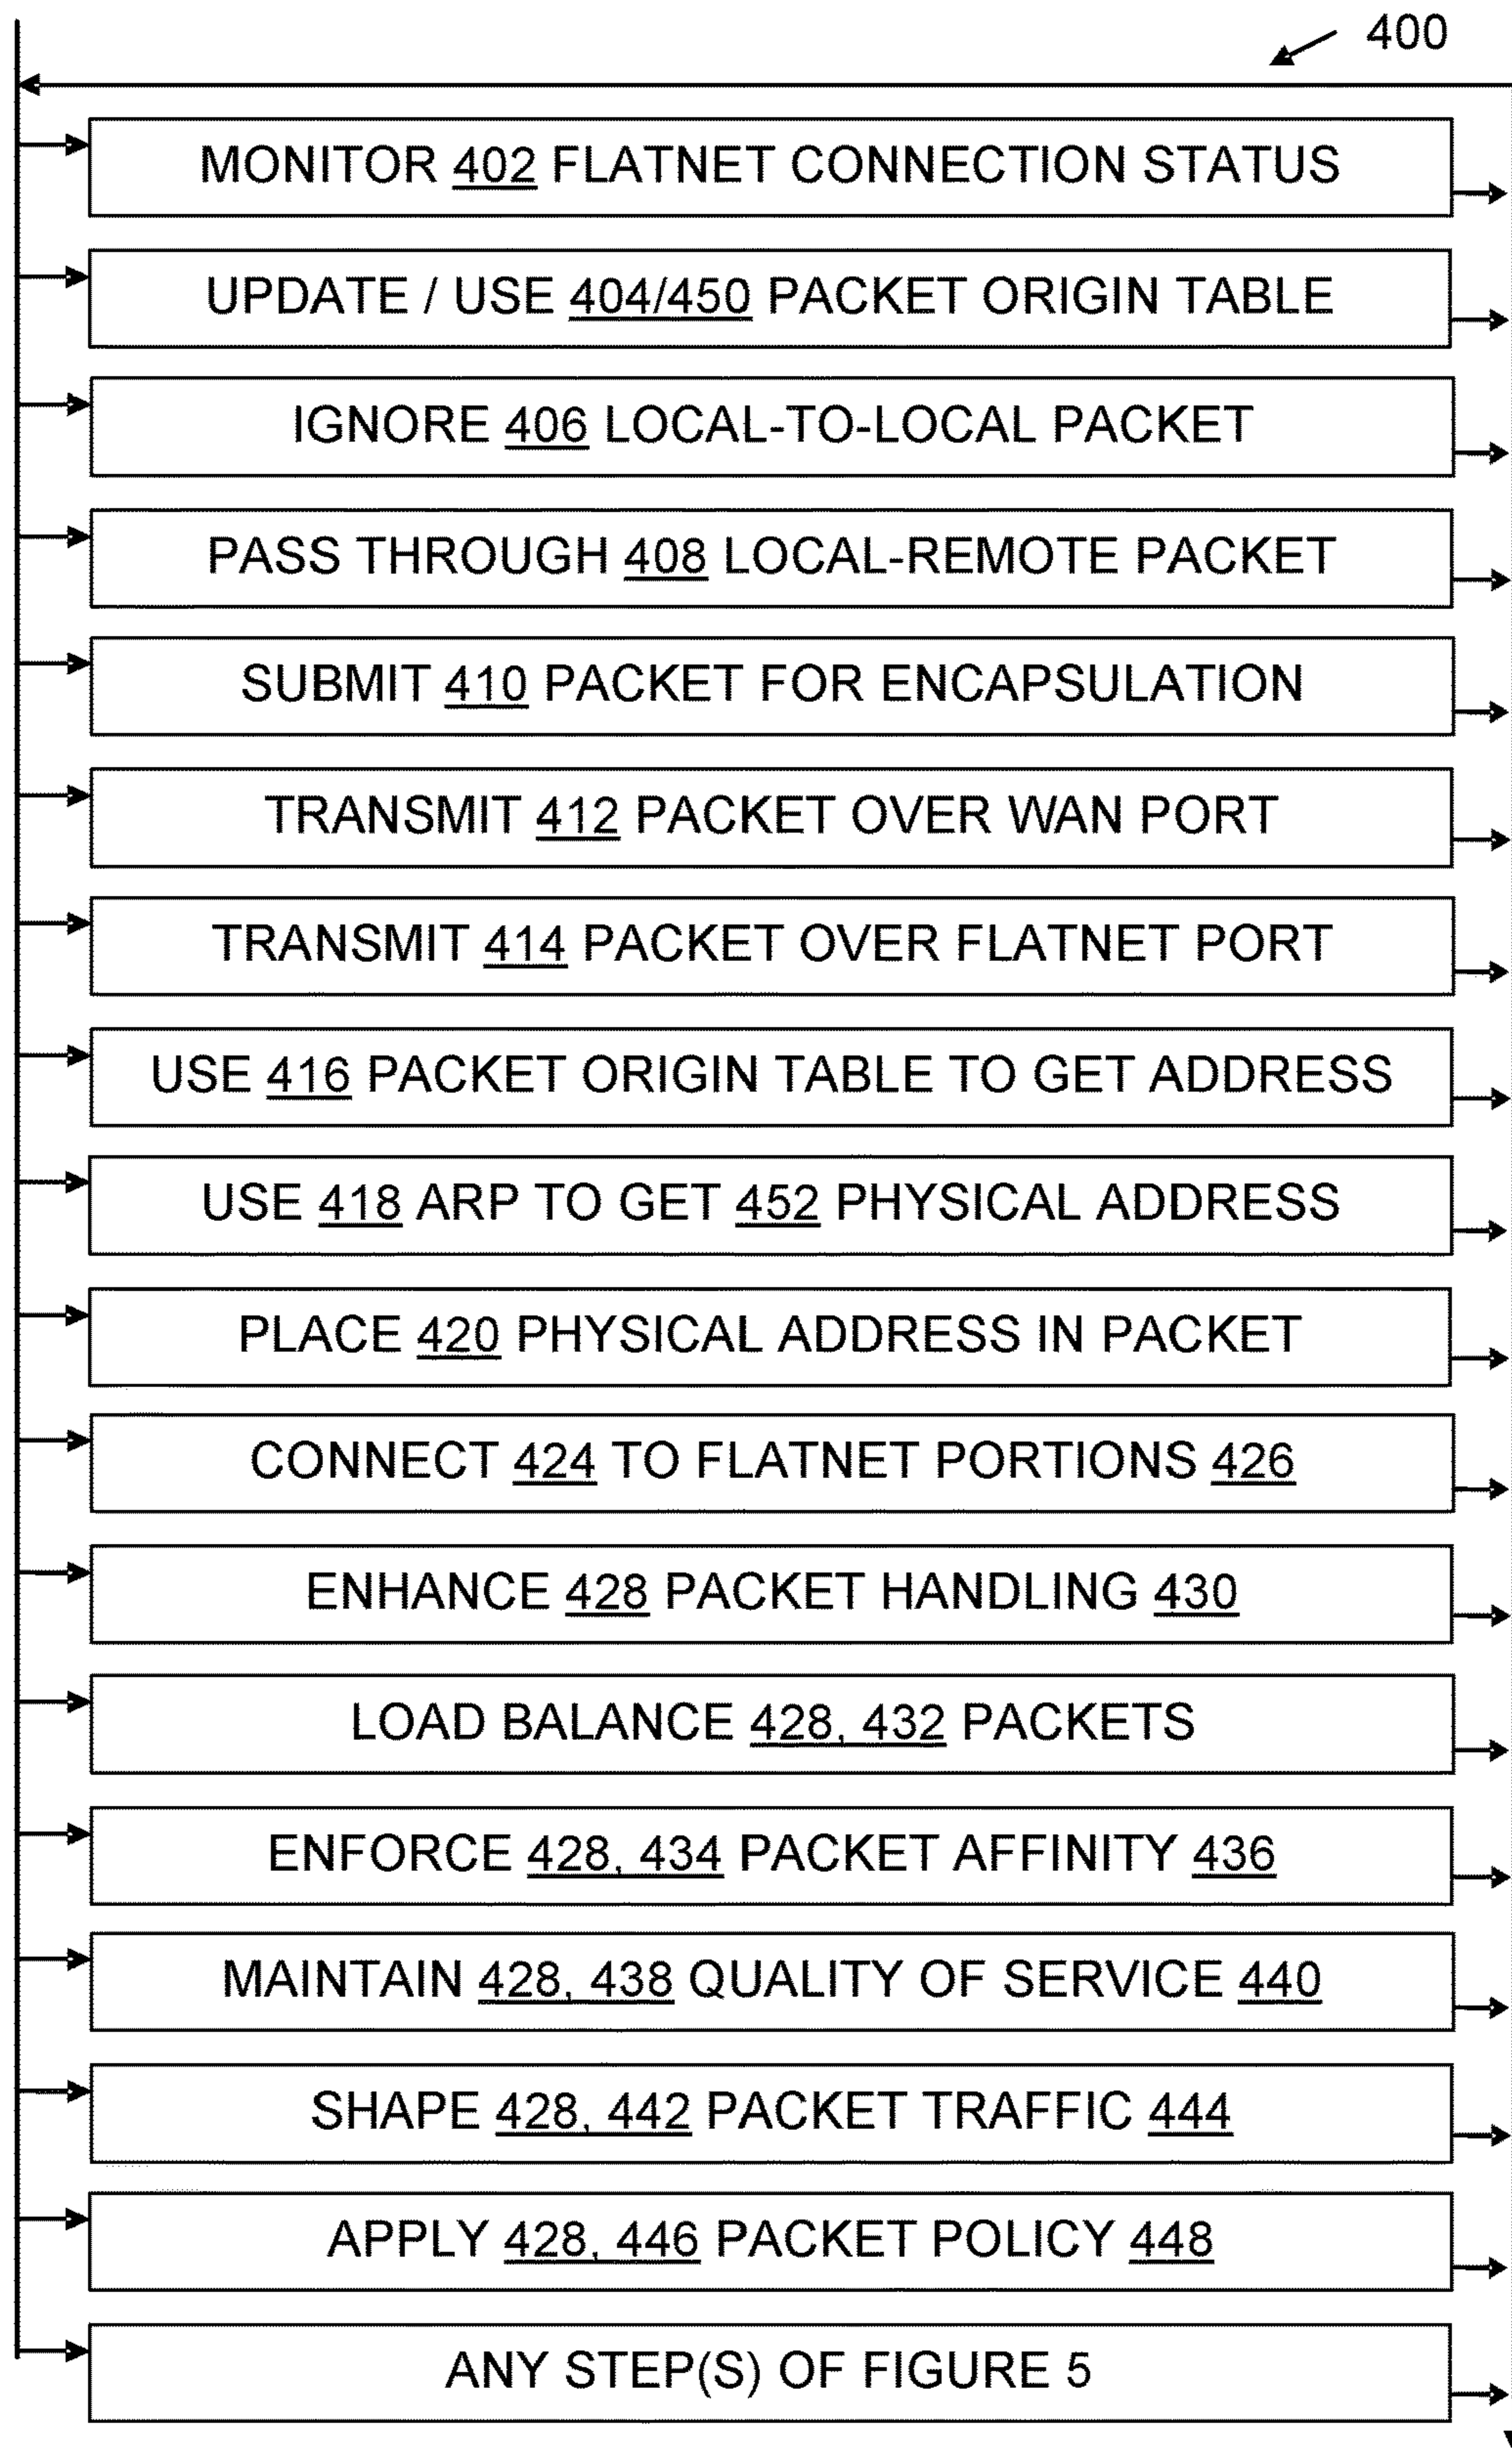 400
MONITOR 402 FLATNET CONNECTION STATUS
UPDATE / USE 404/450 PACKET ORIGIN TABLE
IGNORE 406 LOCAL-TO-LOCAL PACKET
PASS THROUGH 408 LOCAL-REMOTE PACKET
SUBMIT 410 PACKET FOR ENCAPSULATION
TRANSMIT 412 PACKET OVER WAN PORT
TRANSMIT 414 PACKET OVER FLATNET PORT
USE 416 PACKET ORIGIN TABLE TO GET ADDRESS
USE 418 ARP TO GET 452 PHYSICAL ADDRESS
PLACE 420 PHYSICAL ADDRESS IN PACKET
CONNECT 424 TO FLATNET PORTIONS 426
ENHANCE 428 PACKET HANDLING 430
LOAD BALANCE 428, 432 PACKETS
ENFORCE 428, 434 PACKET AFFINITY 436
MAINTAIN 428, 438 QUALITY OF SERVICE 440
SHAPE 428, 442 PACKET TRAFFIC 444
APPLY 428, 446 PACKET POLICY 448
ANY STEP(S) OF FIGURE 5